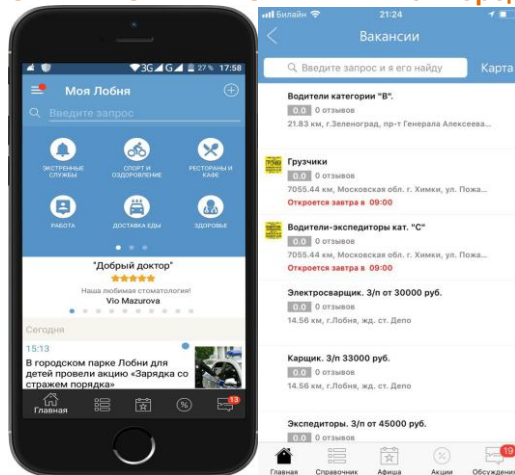 3G 4G 27% 17:58
Моя Лобня
Введите запрос
ЭКСТРЕННЫЕ СЛУЖБЫ
СПОРТ И ОЗДОРОВЛЕНИЕ
РЕСТОРАНЫ И КАФЕ
РАБОТА
ДОСТАВКА ЕДЫ
ЗДОРОВЬЕ
"Добрый доктор"
Наша любимая стоматология!
Vio Mazurova
Сегодня
15:13
В городском парке Лобни для
детей провели акцию «Зарядка со
стражем порядка»
13
Главная
Билайн 21:24
Вакансии
Введите запрос и я его найду
Карта
Водители категории "В".
0.0 0 отзывов
21.83 км, г.Зеленоград, пр-т Генерала Алексеева...
Грузчики
0.0 0 отзывов
7055.44 км, Московская обл. г. Химки, ул. Пожа...
Откроется завтра в 09:00
Водители-экспедиторы кат. "С"
0.0 0 отзывов
7055.44 км, Московская обл. г. Химки, ул. Пожа...
Откроется завтра в 09:00
Электросварщик. З/п от 30000 руб.
0.0 0 отзывов
14.56 км, г.Лобня, жд. ст. Депо
Карщик. З/п 33000 руб.
0.0 0 отзывов
14.56 км, г.Лобня, жд. ст. Депо
Экспедиторы. З/п от 45000 руб.
0.0 0 отзывов
19
Главная Справочник Афиша Акции Обсуждения